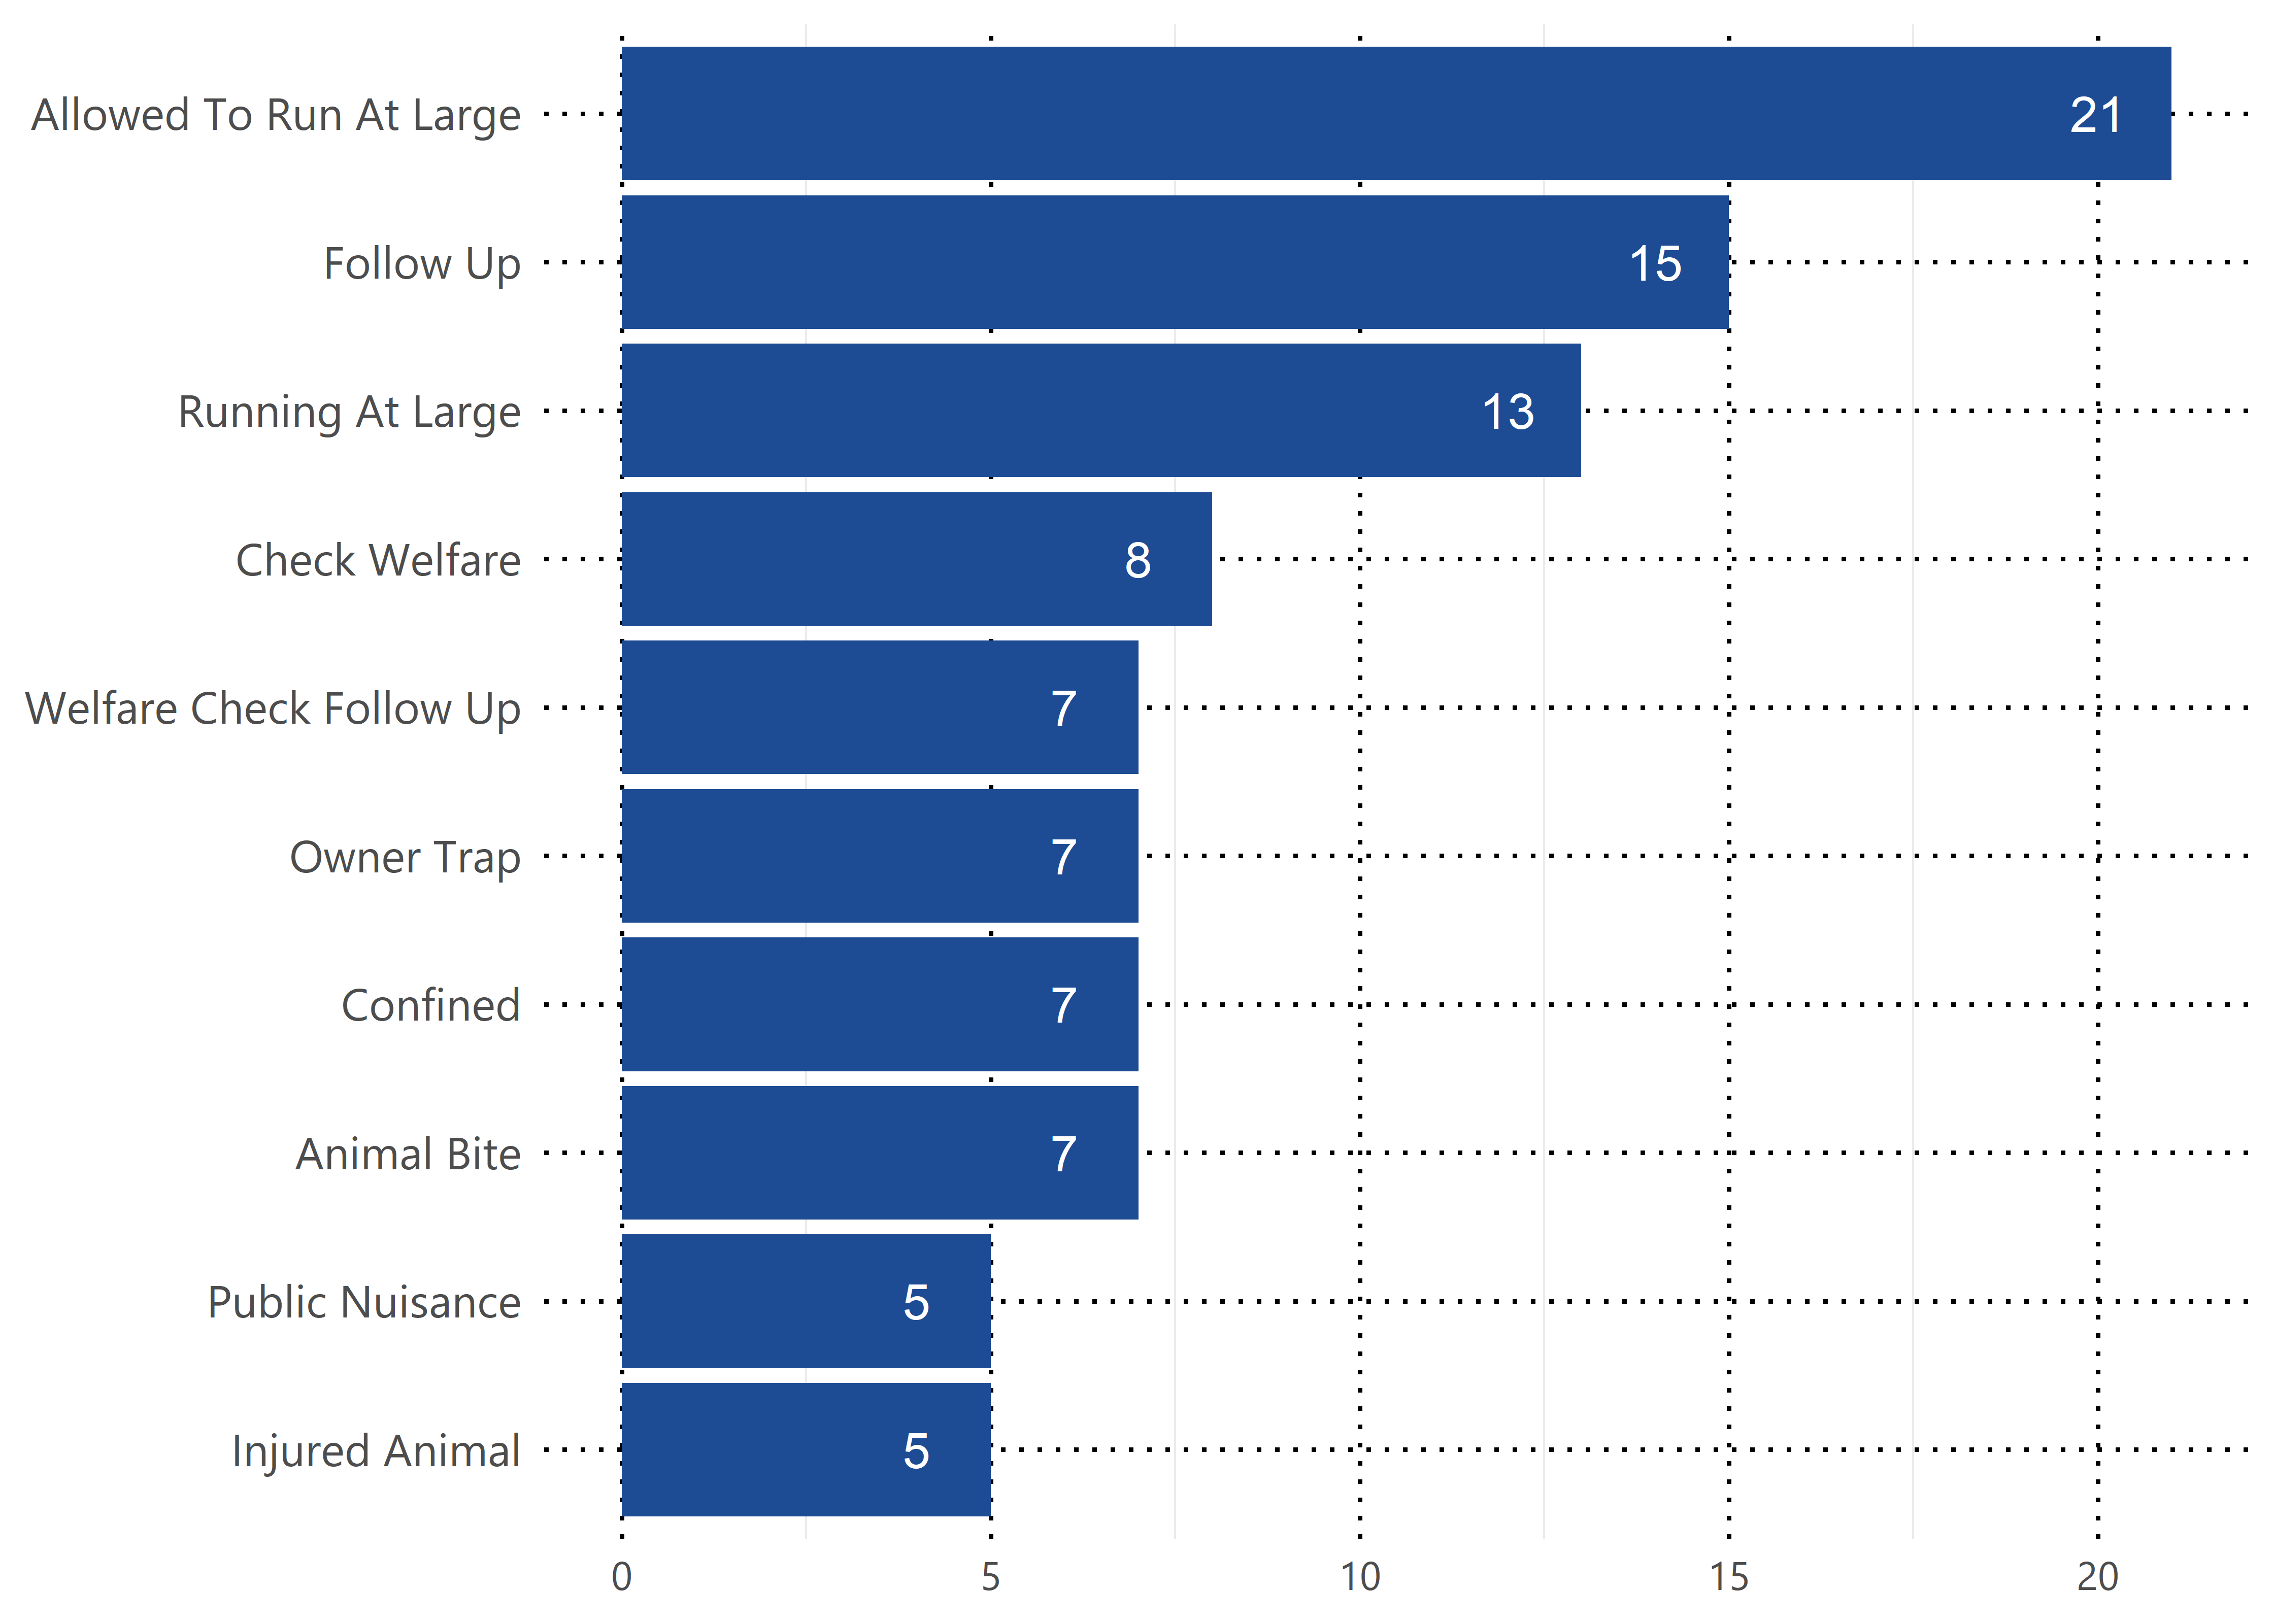 Allowed To Run At Large 21
Follow Up 15
Running At Large 13
Check Welfare 8
Welfare Check Follow Up 7
Owner Trap 7
Confined 7
Animal Bite 7
Public Nuisance 5
Injured Animal 5
0 5 10 15 20